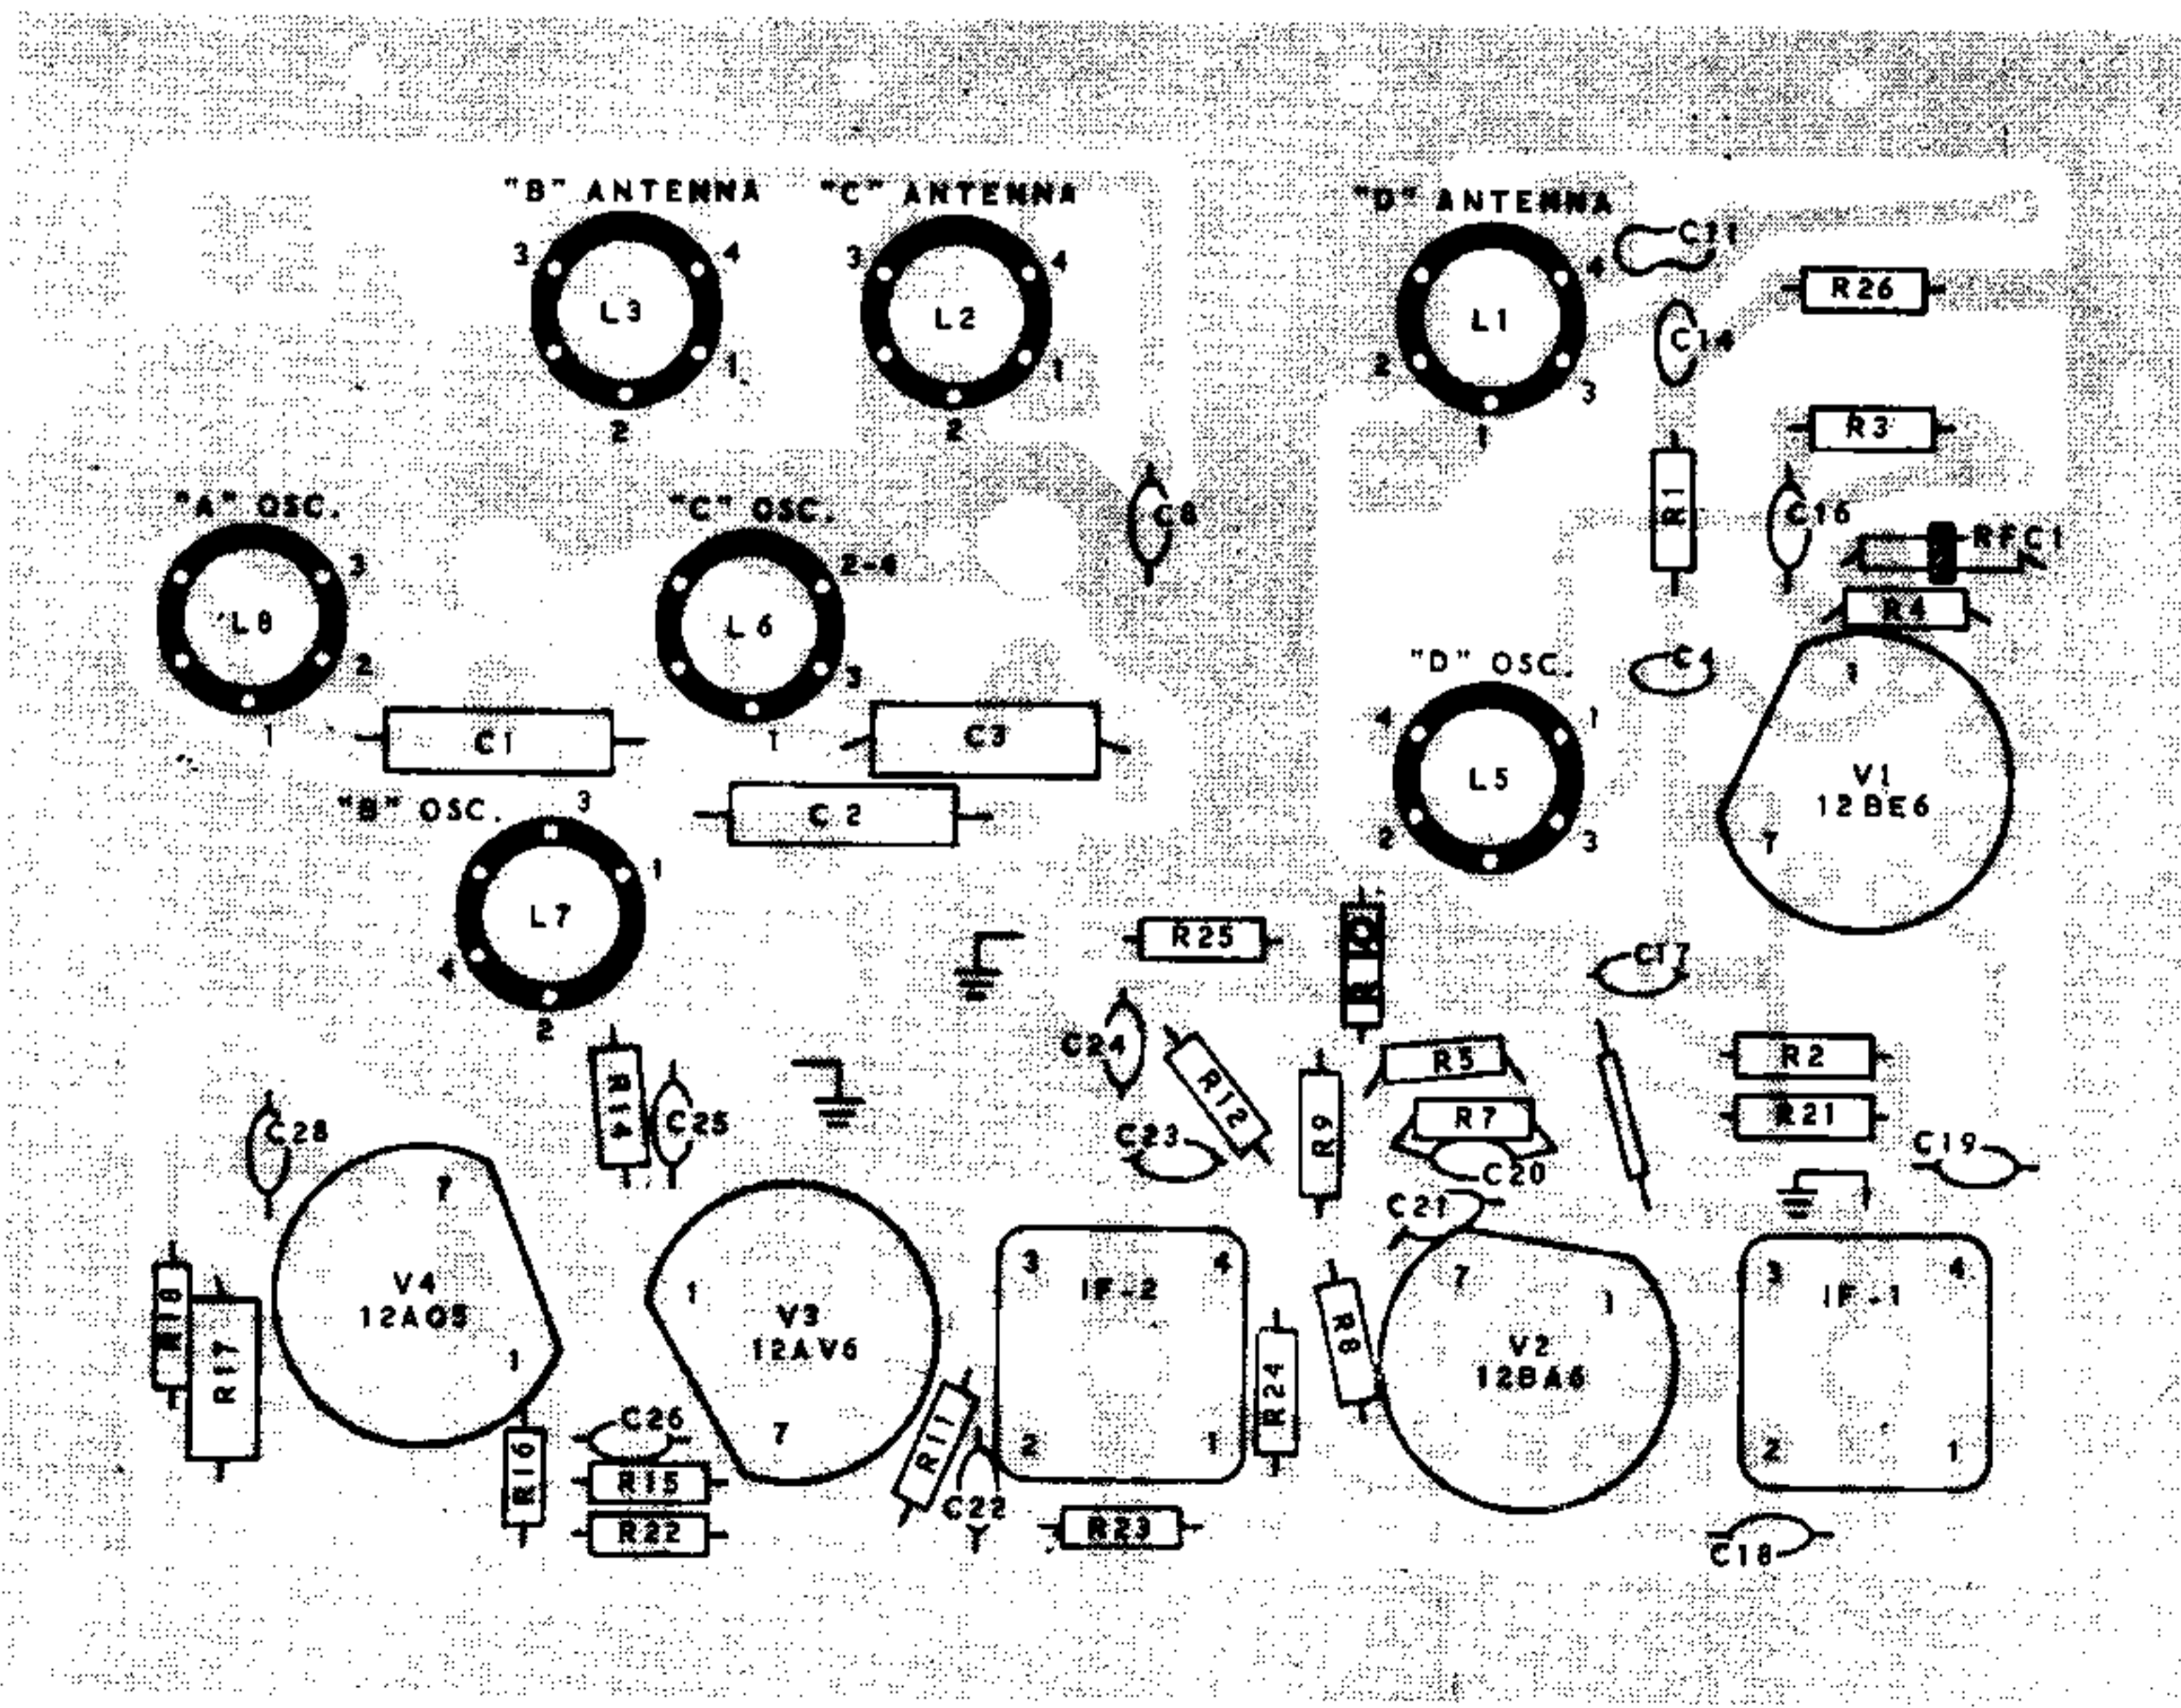 "B" ANTENNA
3
4
L3
1
2
"C" ANTENNA
3
4
L2
1
2
"D" ANTENNA
4
L1
2
3
1
C11
R26
C14
R3
R1
C16
RFC1
R4
C8
"A" OSC.
3
L8
2
1
"C" OSC.
2-4
L6
3
1
C1
C3
C2
"B" OSC.
3
1
L7
4
2
"D" OSC.
4
1
L5
2
3
C4
1
V1
12BE6
7
R25
R10
C17
C24
R12
C23
R9
R5
R7
C20
C21
R2
R21
C19
R14
C25
C28
7
V4
12AQ5
1
R18
R17
R16
1
V3
12AV6
7
C26
R15
R22
R11
C22
3
4
IF-2
2
1
R23
R24
R8
7
1
V2
12BA6
3
4
IF-1
2
1
C18